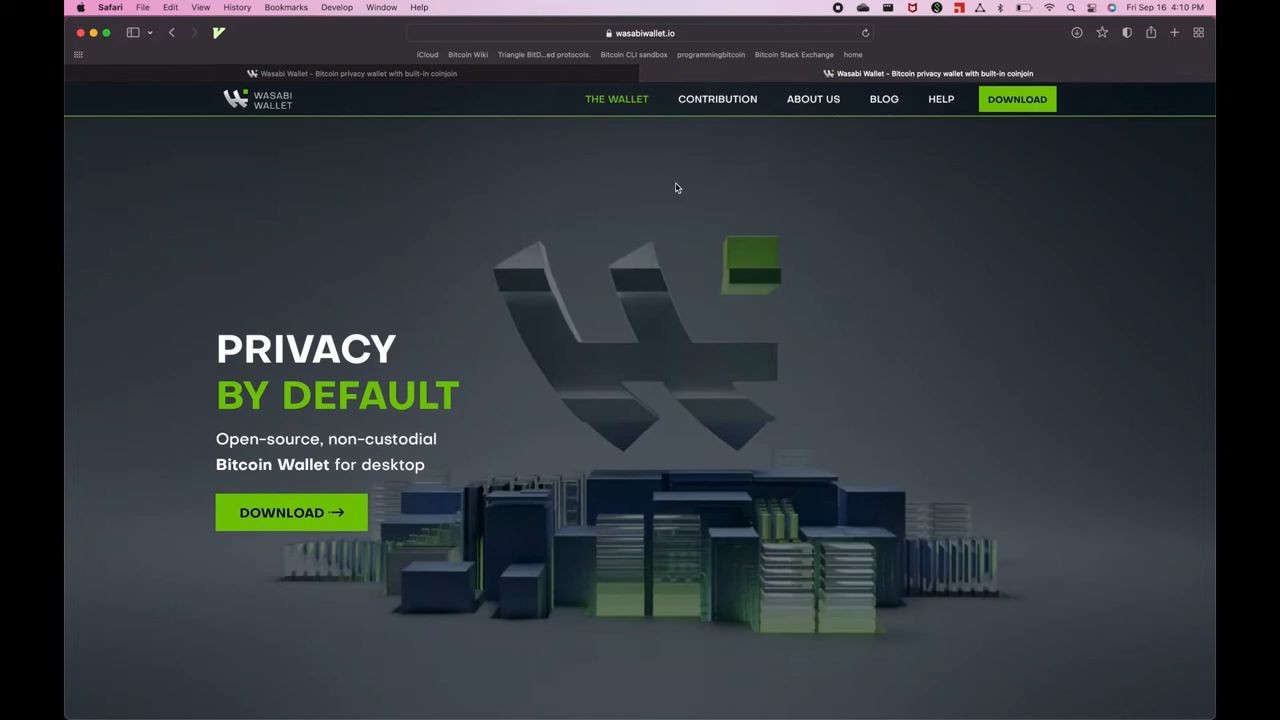 Safari File Edit View History Bookmarks Develop Window Help Fri Sep 16 4:10 PM
wasabiwallet.io
iCloud Bitcoin Wiki Triangle BitD...ed protocols. Bitcoin CLI sandbox programmingbitcoin Bitcoin Stack Exchange home
Wasabi Wallet - Bitcoin privacy wallet with built-in coinjoin Wasabi Wallet - Bitcoin privacy wallet with built-in coinjoin
WASABI
WALLET
THE WALLET CONTRIBUTION ABOUT US BLOG HELP DOWNLOAD
PRIVACY
BY DEFAULT
Open-source, non-custodial
Bitcoin Wallet for desktop
DOWNLOAD